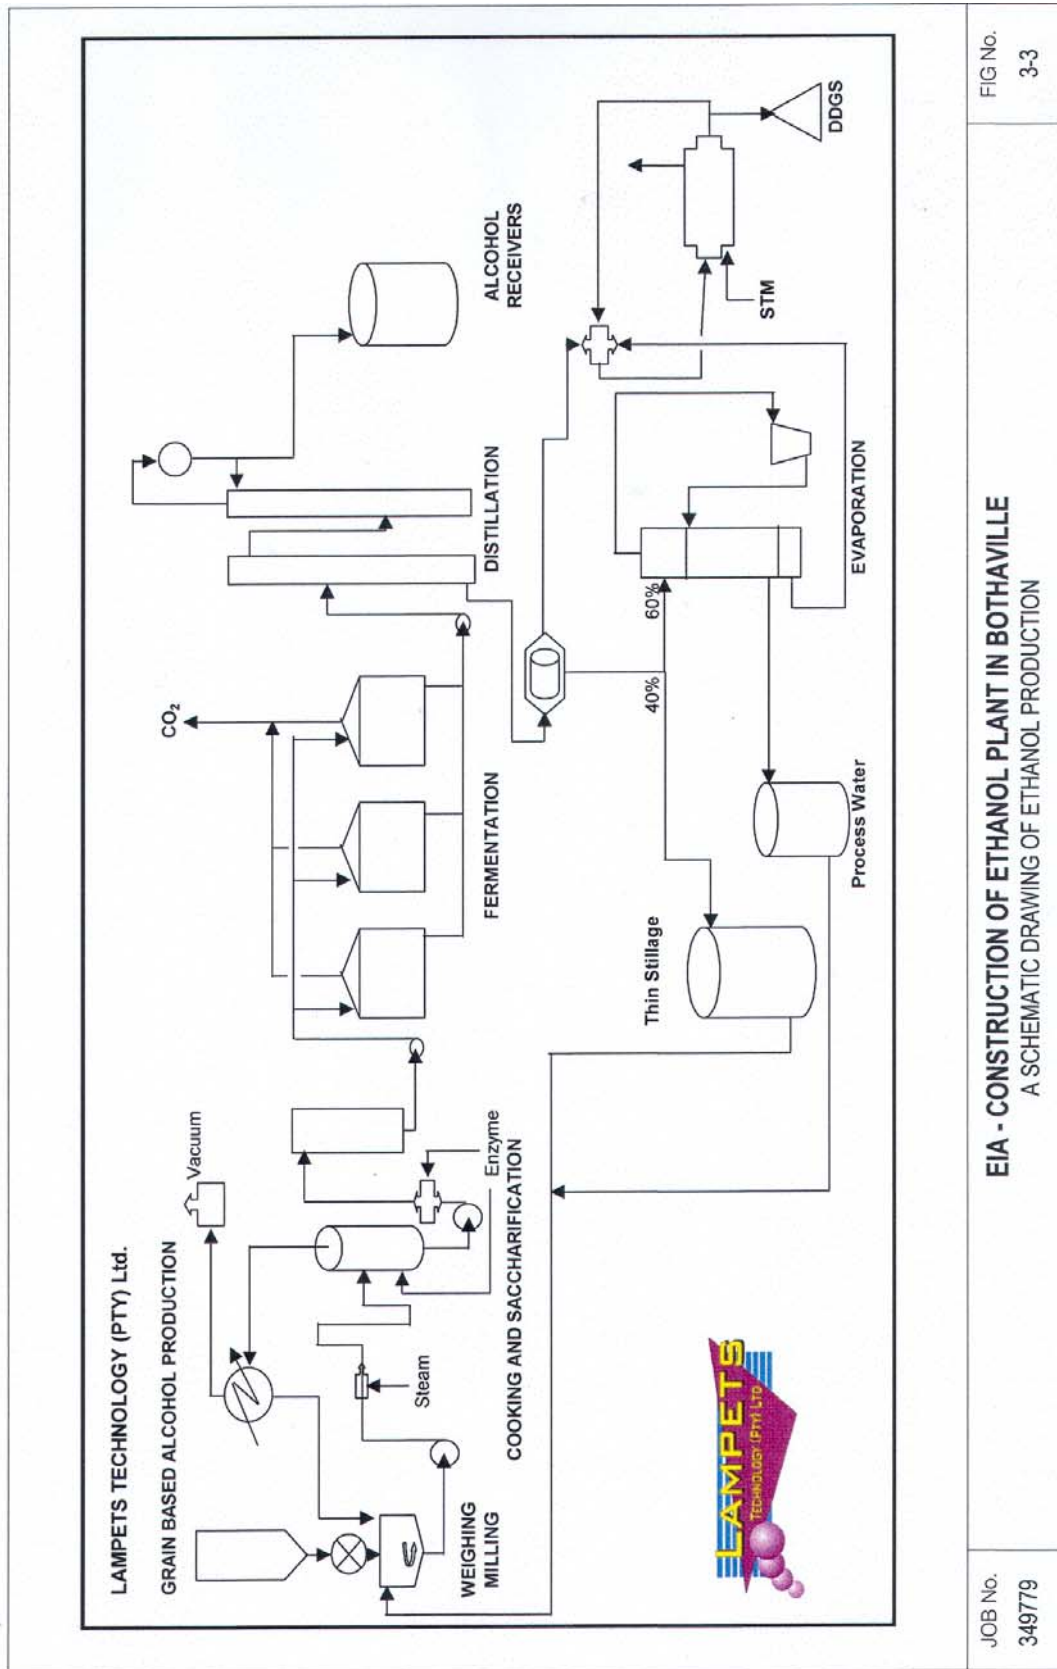 LAMPETS TECHNOLOGY (PTY) Ltd.
GRAIN BASED ALCOHOL PRODUCTION
Vacuum
CO2
Steam
Enzyme
WEIGHING
MILLING
COOKING AND SACCHARIFICATION
FERMENTATION
DISTILLATION
ALCOHOL
RECEIVERS
40%
60%
Thin Stillage
Process Water
EVAPORATION
STM
DDGS
LAMPETS
TECHNOLOGY (PTY) LTD
JOB No.
349779
EIA - CONSTRUCTION OF ETHANOL PLANT IN BOTHAVILLE
A SCHEMATIC DRAWING OF ETHANOL PRODUCTION
FIG No.
3-3